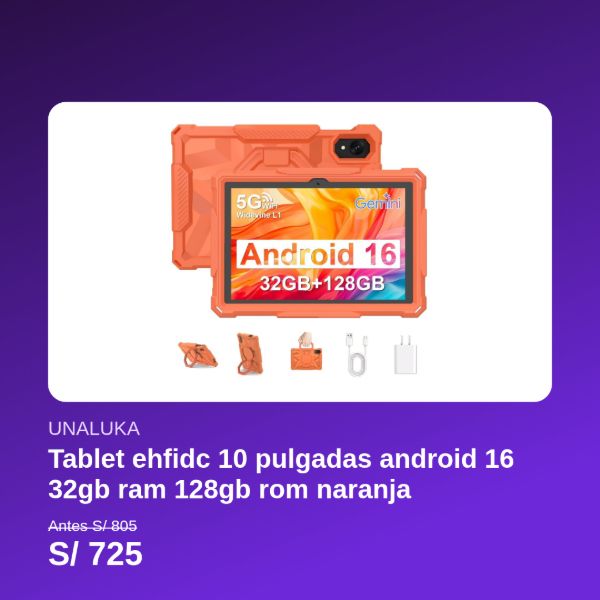 5G WiFi
Widevine L1
Gemini
Android 16
32GB+128GB
UNALUKA
Tablet ehfidc 10 pulgadas android 16
32gb ram 128gb rom naranja
Antes S/ 805
S/ 725